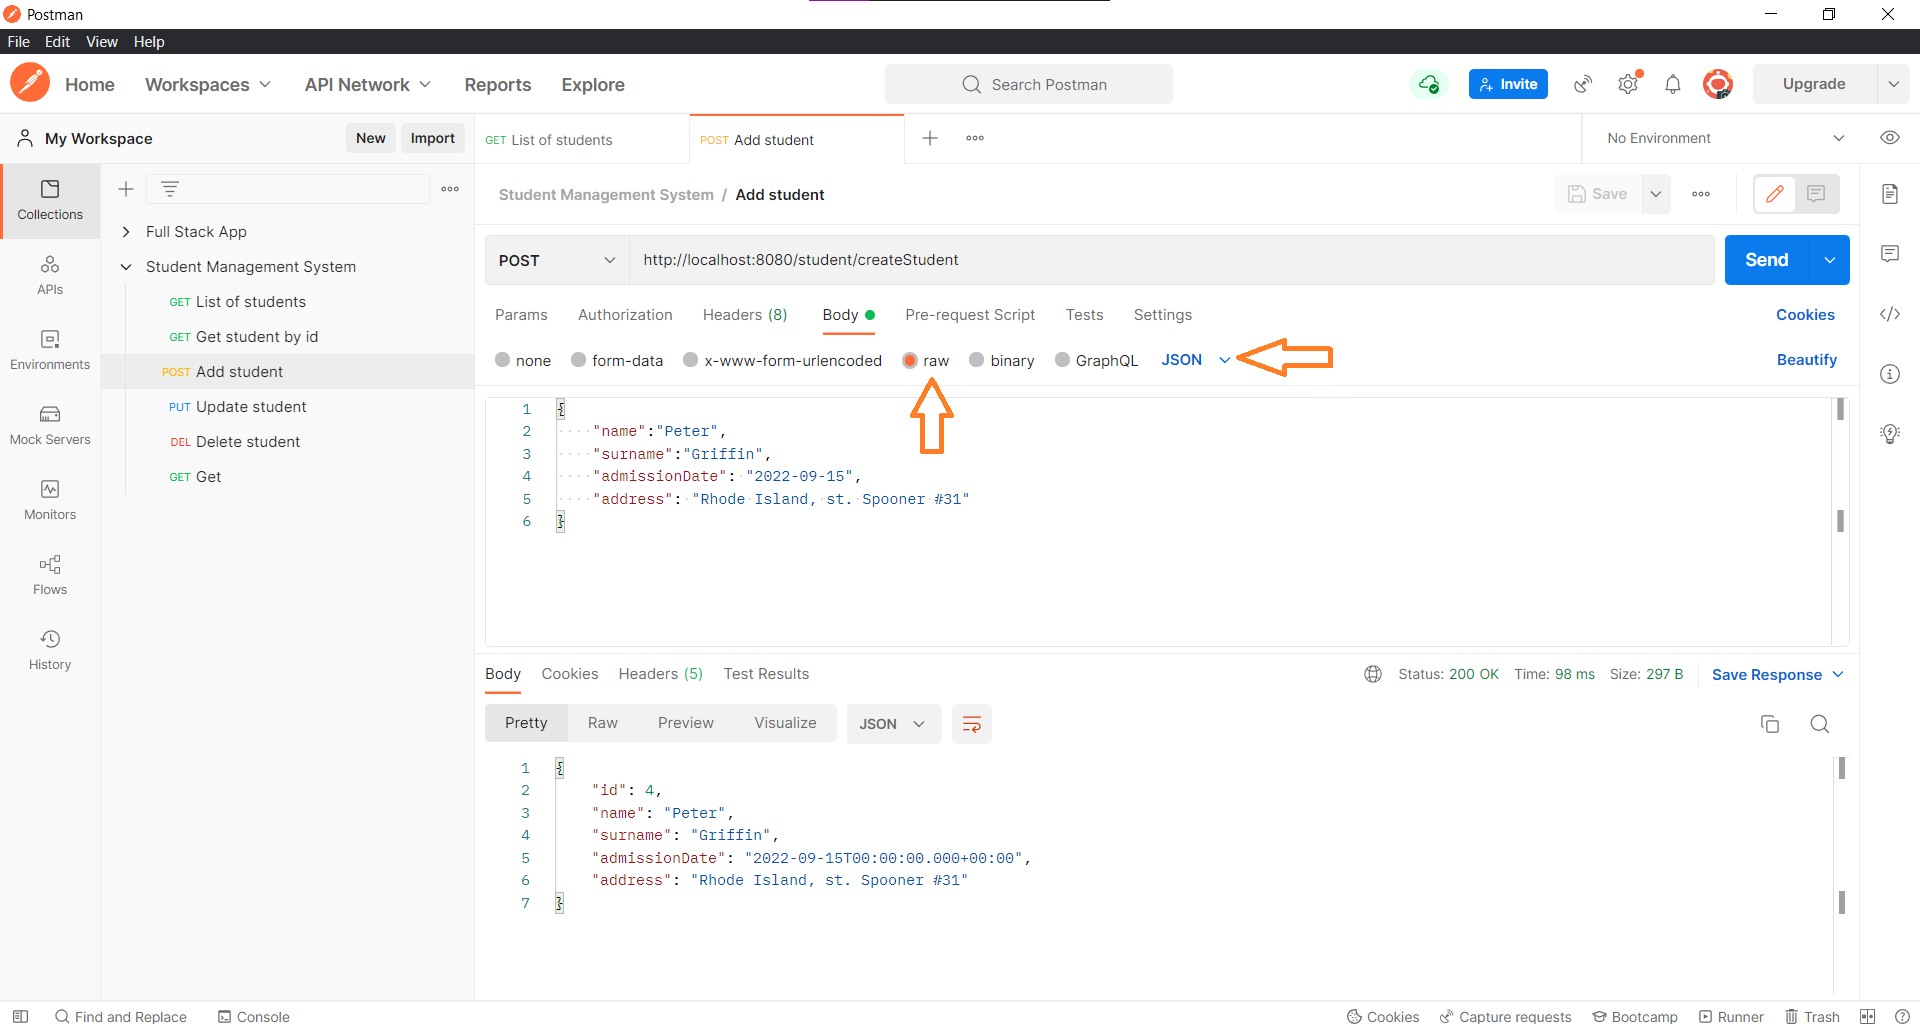 Postman
File Edit View Help
Home Workspaces API Network Reports Explore Search Postman Invite Upgrade
My Workspace New Import GET List of students POST Add student No Environment
Collections
APIs
Environments
Mock Servers
Monitors
Flows
History
Full Stack App
Student Management System
GET List of students
GET Get student by id
POST Add student
PUT Update student
DEL Delete student
GET Get
Student Management System / Add student Save
POST http://localhost:8080/student/createStudent Send
Params Authorization Headers (8) Body Pre-request Script Tests Settings Cookies
none form-data x-www-form-urlencoded raw binary GraphQL JSON Beautify
1 {
2 "name":"Peter",
3 "surname":"Griffin",
4 "admissionDate": "2022-09-15",
5 "address": "Rhode Island, st. Spooner #31"
6 }
Body Cookies Headers (5) Test Results Status: 200 OK Time: 98 ms Size: 297 B Save Response
Pretty Raw Preview Visualize JSON
1 {
2 "id": 4,
3 "name": "Peter",
4 "surname": "Griffin",
5 "admissionDate": "2022-09-15T00:00:00.000+00:00",
6 "address": "Rhode Island, st. Spooner #31"
7 }
Find and Replace Console Cookies Capture requests Bootcamp Runner Trash